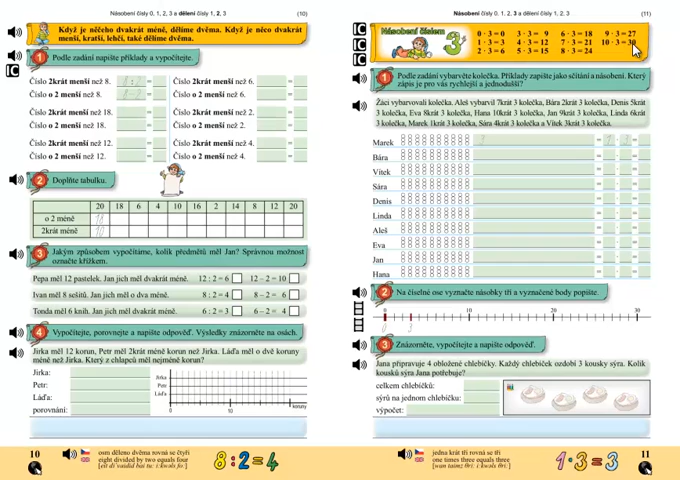 Násobení čísly 0, 1, 2, 3 a dělení čísly 1, 2, 3
(10)
Když je něčeho dvakrát méně, dělíme dvěma. Když je něco dvakrát
menší, kratší, lehčí, také dělíme dvěma.
1 Podle zadání napište příklady a vypočítejte.
Číslo 2krát menší než 8. 8 : 2 =
Číslo o 2 menší než 8. 8 – 2 =
Číslo 2krát menší než 18. =
Číslo o 2 menší než 18. =
Číslo 2krát menší než 12. =
Číslo o 2 menší než 12. =
Číslo 2krát menší než 6. =
Číslo o 2 menší než 6. =
Číslo 2krát menší než 2. =
Číslo o 2 menší než 2. =
Číslo 2krát menší než 4. =
Číslo o 2 menší než 4. =
2 Doplňte tabulku.
20 18 6 4 10 16 2 14 8 12 20
o 2 méně 18
2krát méně 10
3 Jakým způsobem vypočítáme, kolik předmětů měl Jan? Správnou možnost
označte křížkem.
Pepa měl 12 pastelek. Jan jich měl dvakrát méně. 12 : 2 = 6 12 – 2 = 10
Ivan měl 8 sešitů. Jan jich měl o dva méně. 8 : 2 = 4 8 – 2 = 6
Tonda měl 6 knih. Jan jich měl dvakrát méně. 6 : 2 = 3 6 – 2 = 4
4 Vypočítejte, porovnejte a napište odpověď. Výsledky znázorněte na osách.
Jirka měl 12 korun, Petr měl 2krát méně korun než Jirka. Láďa měl o dvě koruny
méně než Jirka. Který z chlapců měl nejméně korun?
Jirka:
Petr:
Láďa:
porovnání:
Jirka
Petr
Láďa
0 10 koruny
10
osm děleno dvěma rovná se čtyři
eight divided by two equals four
8 : 2 = 4
Násobení čísly 0, 1, 2, 3 a dělení čísly 1, 2, 3
(11)
Násobení číslem 3
0 · 3 = 0 3 · 3 = 9 6 · 3 = 18 9 · 3 = 27
1 · 3 = 3 4 · 3 = 12 7 · 3 = 21 10 · 3 = 30
2 · 3 = 6 5 · 3 = 15 8 · 3 = 24
1 Podle zadání vybarvěte kolečka. Příklady zapište jako sčítání a násobení. Který
zápis je pro vás rychlejší a jednodušší?
Žáci vybarvovali kolečka. Aleš vybarvil 7krát 3 kolečka, Bára 2krát 3 kolečka, Denis 5krát
3 kolečka, Eva 8krát 3 kolečka, Hana 10krát 3 kolečka, Jan 9krát 3 kolečka, Linda 6krát
3 kolečka, Marek 1krát 3 kolečka, Sára 4krát 3 kolečka a Vítek 3krát 3 kolečka.
Marek 3 = 1 · 3 =
Bára = · =
Vítek = · =
Sára = · =
Denis = · =
Linda = · =
Aleš = · =
Eva = · =
Jan = · =
Hana = · =
2 Na číselné ose vyznačte násobky tří a vyznačené body popište.
0 10 20 30
0 3
3 Znázorněte, vypočítejte a napište odpověď.
Jana připravuje 4 obložené chlebíčky. Každý chlebíček ozdobí 3 kousky sýra. Kolik
kousků sýra Jana potřebuje?
celkem chlebíčků:
sýrů na jednom chlebíčku:
výpočet:
jedna krát tři rovná se tři
one times three equals three
1 · 3 = 3
11